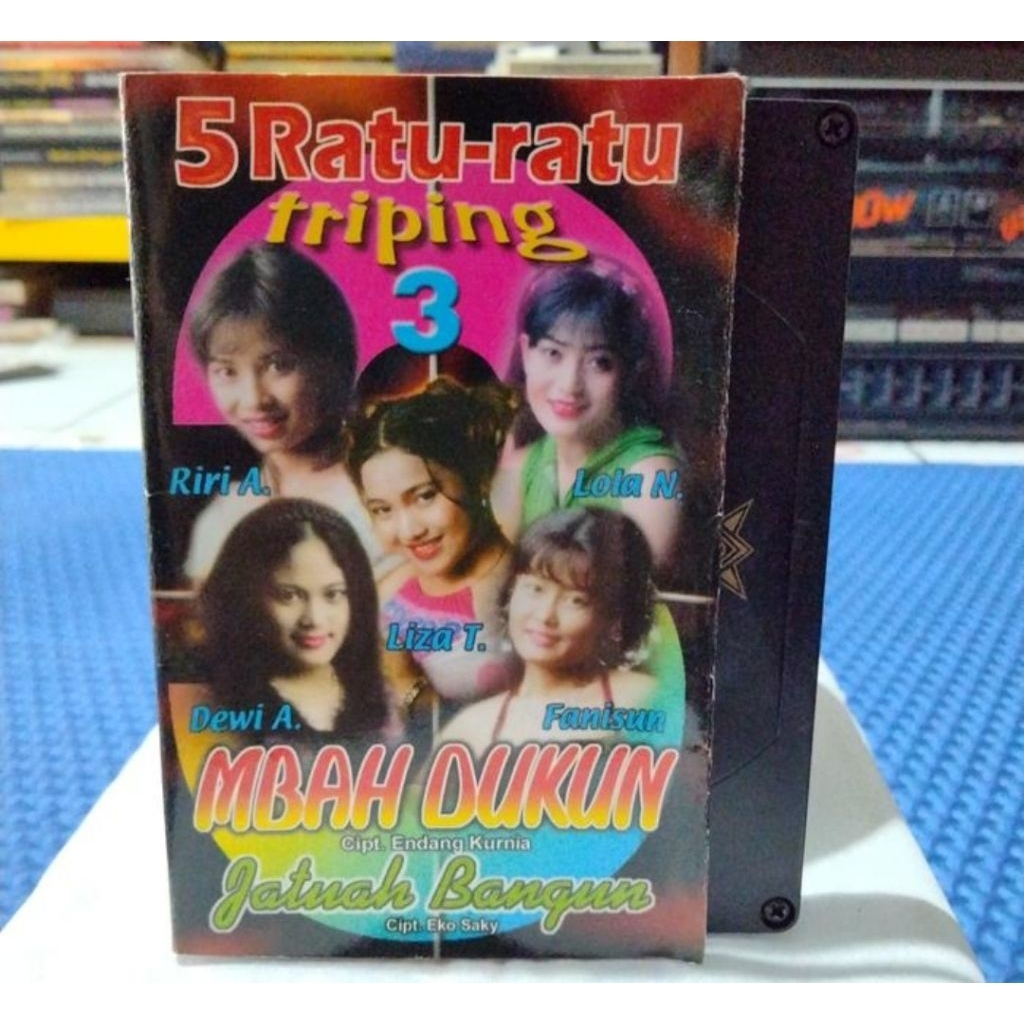 5 Ratu-ratu
triping
3
Riri A.
Lola N.
Liza T.
Dewi A.
Fanisun
MBAH DUKUN
Cipt. Endang Kurnia
Jatuah Bangun
Cipt. Eko Saky